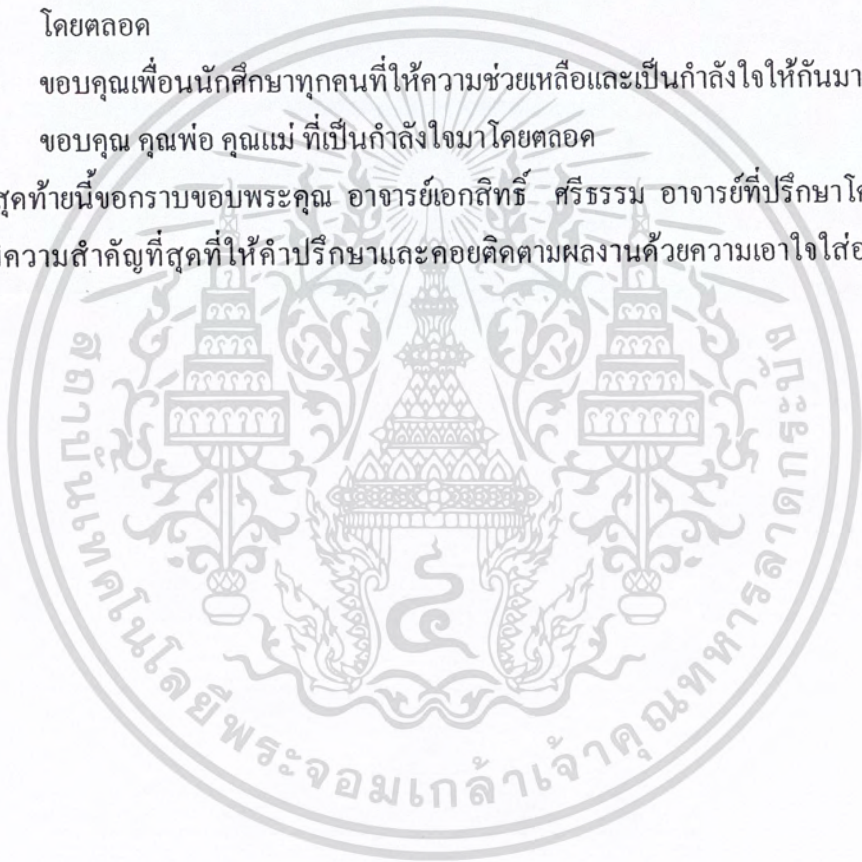 โดยตลอด
ขอบคุณเพื่อนนักศึกษาทุกคนที่ให้ความช่วยเหลือและเป็นกำลังใจให้กันมา
ขอบคุณ คุณพ่อ คุณแม่ ที่เป็นกำลังใจมาโดยตลอด
สุดท้ายนี้ขอกราบขอบพระคุณ อาจารย์เอกสิทธิ์ ศรีธรรม อาจารย์ที่ปรึกษา
ความสำคัญที่สุดที่ให้คำปรึกษาและคอยติดตามผลงานด้วยความเอาใจใส่
สถาบันเทคโนโลยีพระจอมเกล้าเจ้าคุณทหารลาดกระบัง